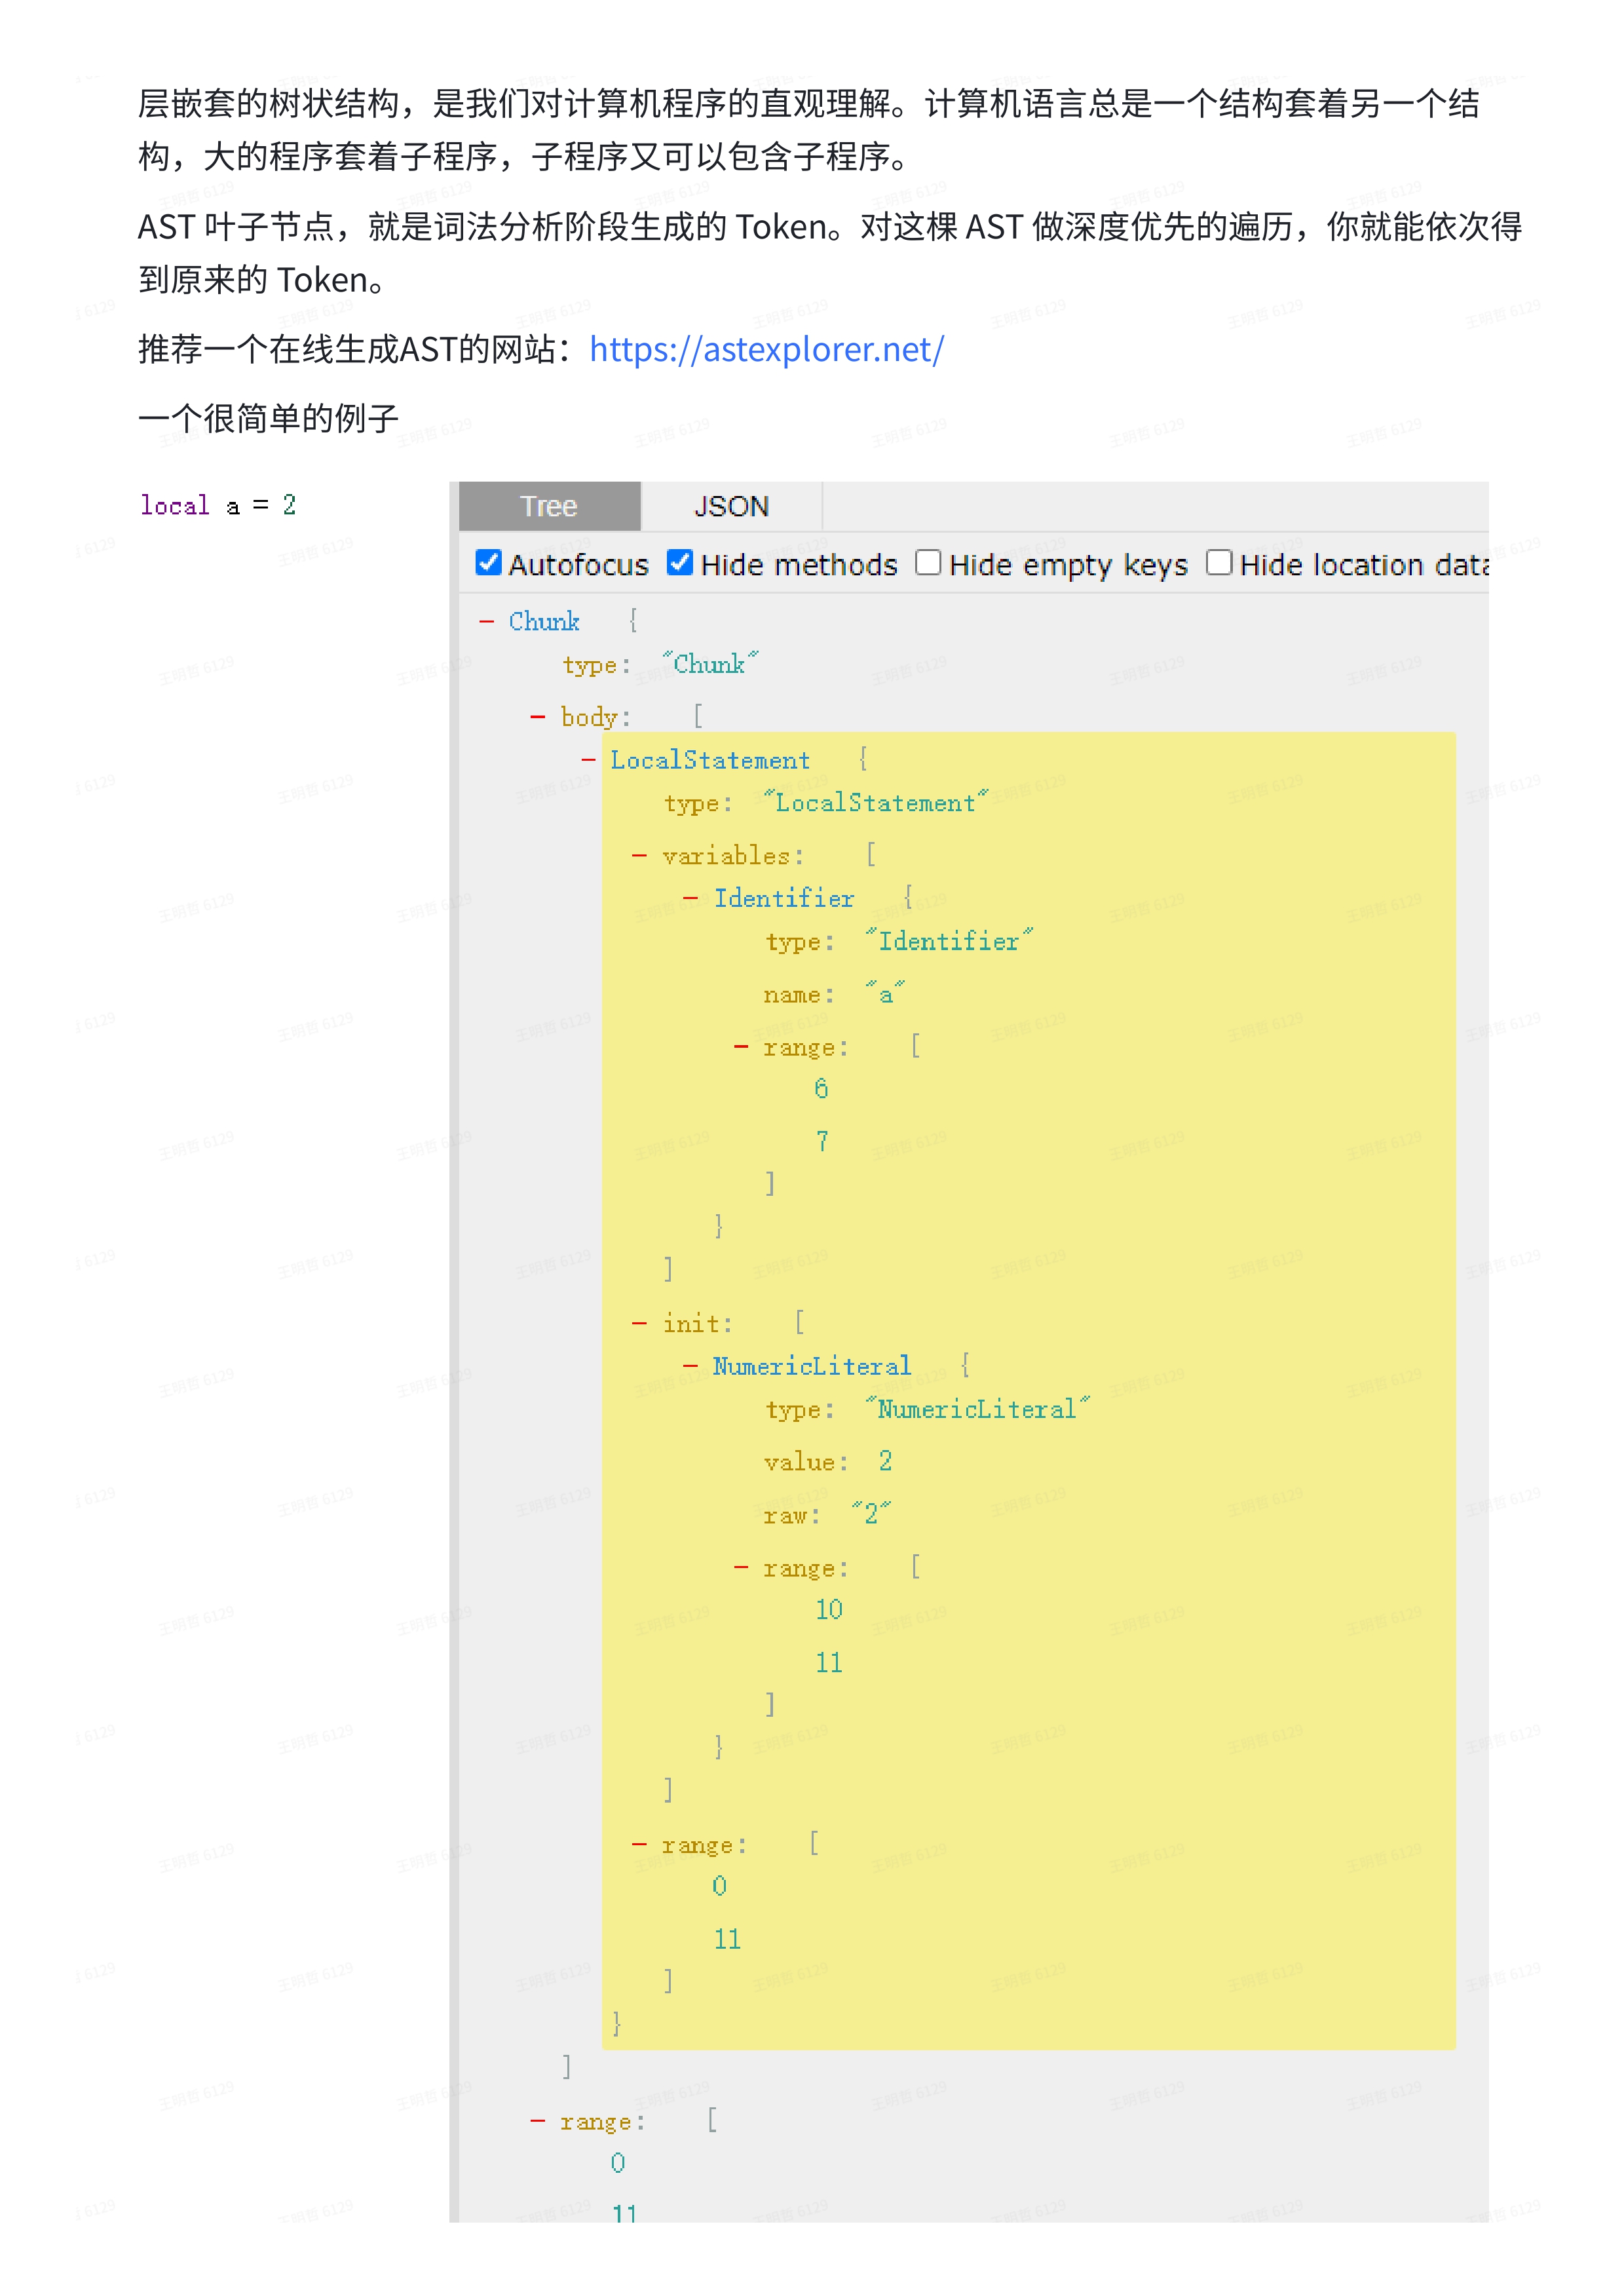 层嵌套的树状结构，是我们对计算机程序的直观理解。计算机语言总是一个结构套着另一个结
构，大的程序套着子程序，子程序又可以包含子程序。
AST 叶子节点，就是词法分析阶段生成的 Token。对这棵 AST 做深度优先的遍历，你就能依次得
到原来的 Token。
推荐一个在线生成AST的网站：https://astexplorer.net/
一个很简单的例子
local a = 2
Tree JSON
Autofocus Hide methods Hide empty keys Hide location data
− Chunk {
type: "Chunk"
− body: [
− LocalStatement {
type: "LocalStatement"
− variables: [
− Identifier {
type: "Identifier"
name: "a"
− range: [
6
7
]
}
]
− init: [
− NumericLiteral {
type: "NumericLiteral"
value: 2
raw: "2"
− range: [
10
11
]
}
]
− range: [
0
11
]
}
]
− range: [
0
11
王明哲 6129